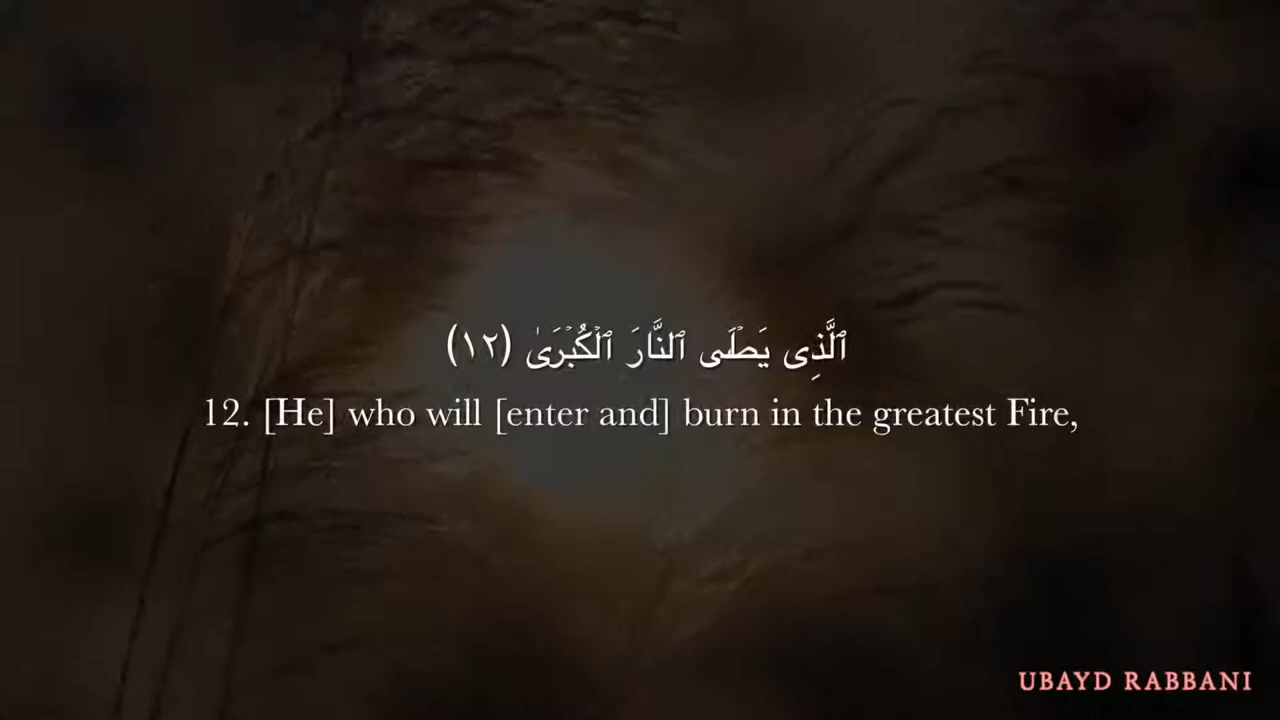 ٱلَّذِى يَصْلَى ٱلنَّارَ ٱلْكُبْرَىٰ (١٢)
12. [He] who will [enter and] burn in the greatest Fire,
UBAYD RABBANI